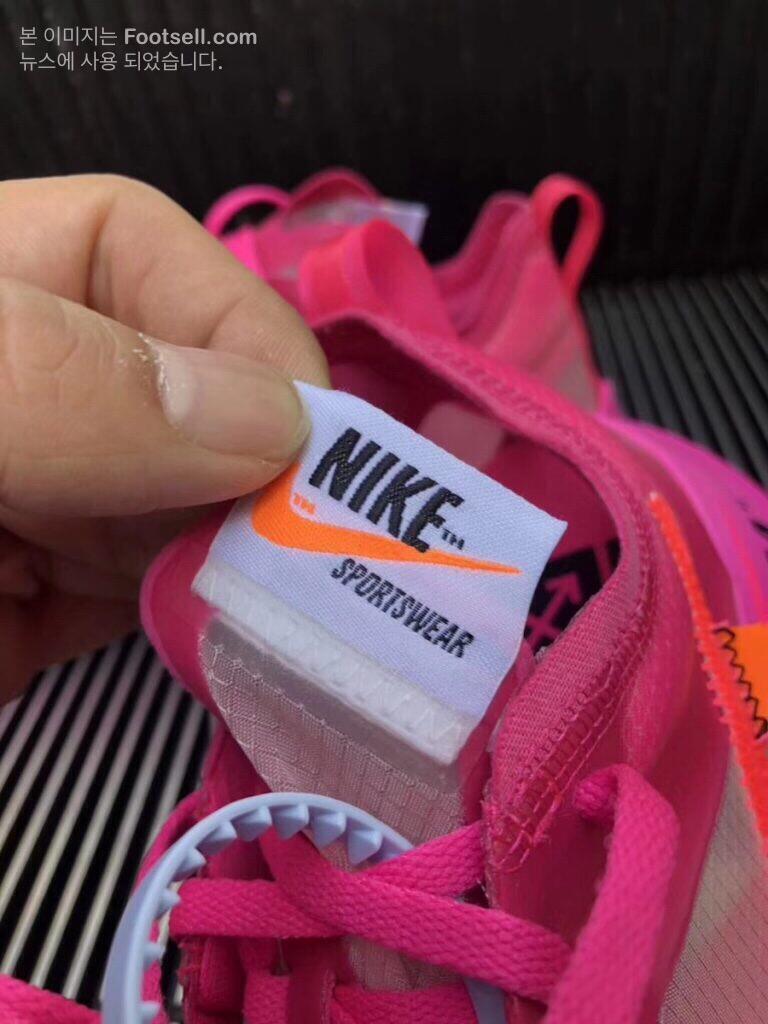 본 이미지는 Footsell.com
뉴스에 사용 되었습니다.
NIKE™
™
SPORTSWEAR